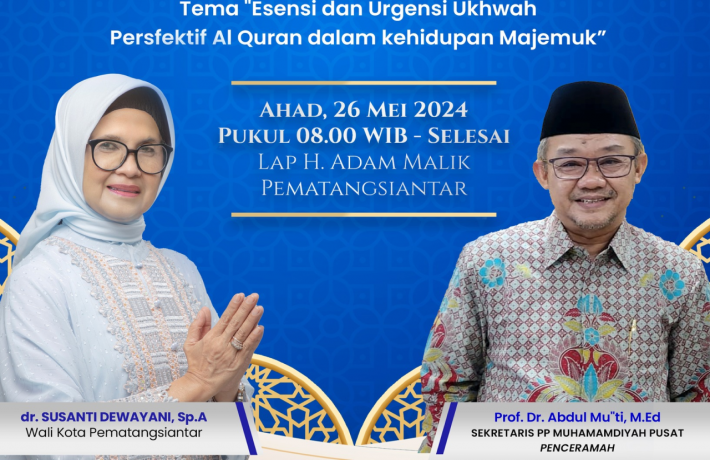 Tema "Esensi dan Urgensi Ukhwah
Persfektif Al Quran dalam kehidupan Majemuk”
AHAD, 26 MEI 2024
PUKUL 08.00 WIB - SELESAI
LAP H. ADAM MALIK
PEMATANGSIANTAR
dr. SUSANTI DEWAYANI, Sp.A
Wali Kota Pematangsiantar
Prof. Dr. Abdul Mu"ti, M.Ed
SEKRETARIS PP MUHAMAMDIYAH PUSAT
PENCERAMAH